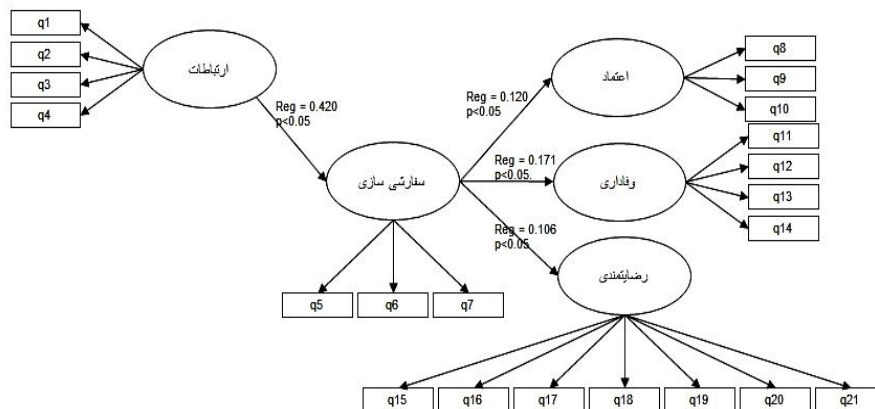 q1
q2
q3
q4
ارتباطات
Reg = 0.420
p<0.05
سفارشی سازی
q5
q6
q7
Reg = 0.120
p<0.05
اعتماد
q8
q9
q10
Reg = 0.171
p<0.05.
وفاداری
q11
q12
q13
q14
Reg = 0.106
p<0.05
رضایتمندی
q15
q16
q17
q18
q19
q20
q21